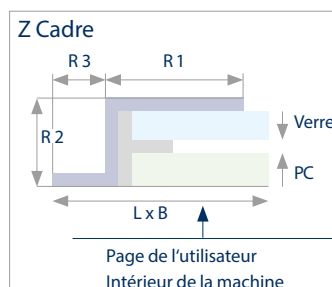 Z Cadre
R 3
R 1
R 2
Verre
PC
L x B
Page de l‘utilisateur
Intérieur de la machine